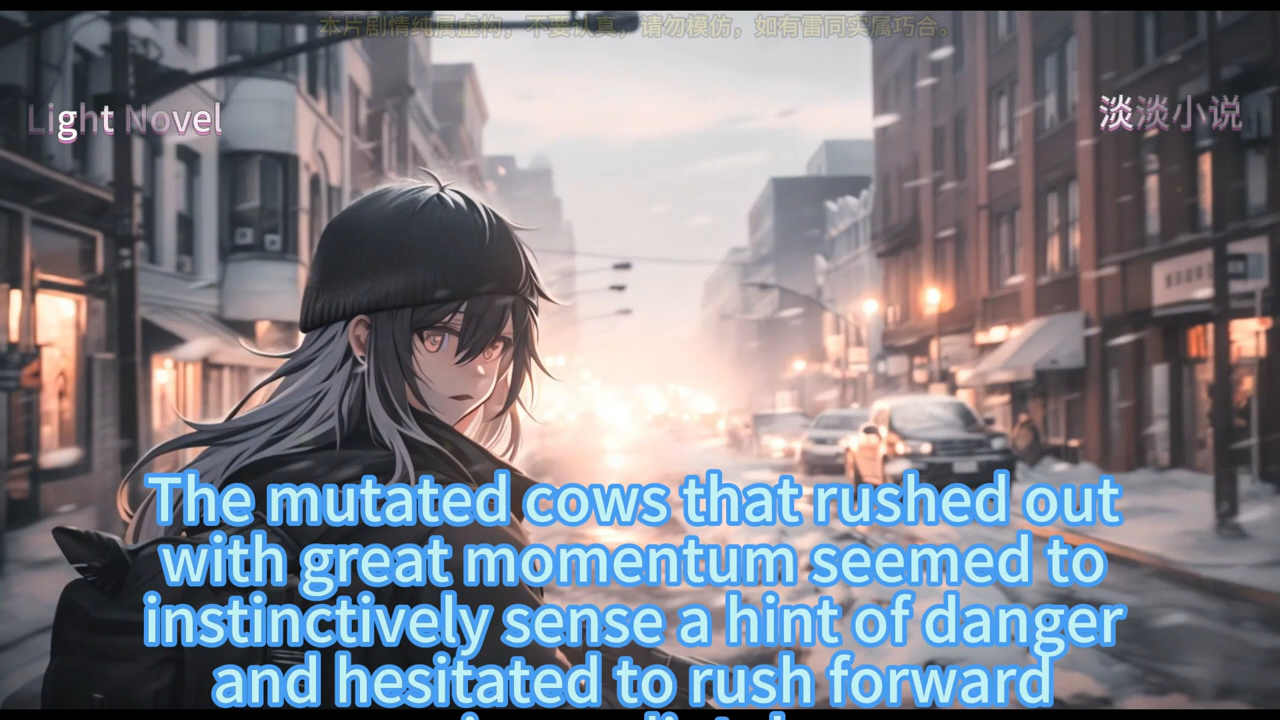 本片剧情纯属虚构，不要认真，请勿模仿，如有雷同实属巧合。
Light Novel
淡淡小说
The mutated cows that rushed out
with great momentum seemed to
instinctively sense a hint of danger
and hesitated to rush forward